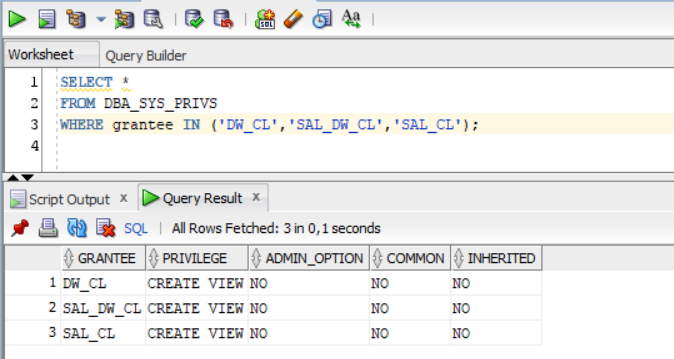 SQL
Aa
Worksheet Query Builder
1 SELECT *
2 FROM DBA_SYS_PRIVS
3 WHERE grantee IN ('DW_CL','SAL_DW_CL','SAL_CL');
4
Script Output x Query Result x
SQL | All Rows Fetched: 3 in 0,1 seconds
GRANTEE PRIVILEGE ADMIN_OPTION COMMON INHERITED
1 DW_CL CREATE VIEW NO NO NO
2 SAL_DW_CL CREATE VIEW NO NO NO
3 SAL_CL CREATE VIEW NO NO NO